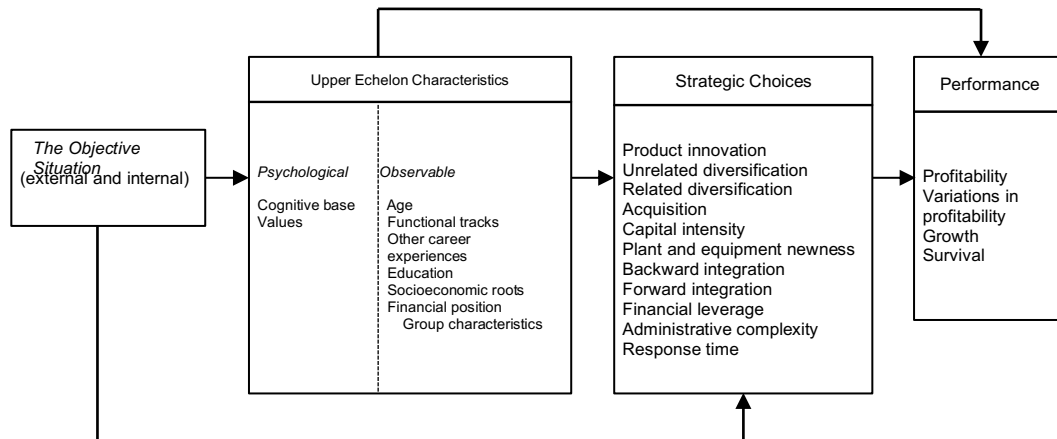 The Objective
Situation
(external and internal)
Upper Echelon Characteristics
Psychological
Cognitive base
Values
Observable
Age
Functional tracks
Other career
experiences
Education
Socioeconomic roots
Financial position
Group characteristics
Strategic Choices
Product innovation
Unrelated diversification
Related diversification
Acquisition
Capital intensity
Plant and equipment newness
Backward integration
Forward integration
Financial leverage
Administrative complexity
Response time
Performance
Profitability
Variations in
profitability
Growth
Survival